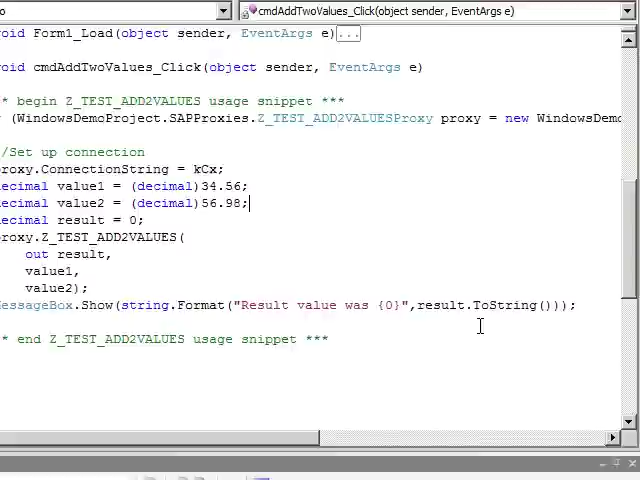 o cmdAddTwoValues_Click(object sender, EventArgs e)
oid Form1_Load(object sender, EventArgs e)...
oid cmdAddTwoValues_Click(object sender, EventArgs e)
* begin Z_TEST_ADD2VALUES usage snippet ***
(WindowsDemoProject.SAPProxies.Z_TEST_ADD2VALUESProxy proxy = new WindowsDemo
/Set up connection
roxy.ConnectionString = kCx;
ecimal value1 = (decimal)34.56;
ecimal value2 = (decimal)56.98;
ecimal result = 0;
roxy.Z_TEST_ADD2VALUES(
out result,
value1,
value2);
essageBox.Show(string.Format("Result value was {0}",result.ToString()));
* end Z_TEST_ADD2VALUES usage snippet ***